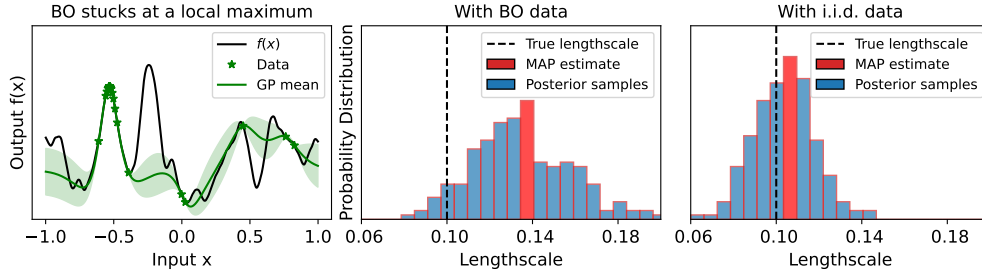 BO stucks at a local maximum
Output f(x)
f(x)
Data
GP mean
−1.0 −0.5 0.0 0.5 1.0
Input x
With BO data
Probability Distribution
True lengthscale
MAP estimate
Posterior samples
0.06 0.10 0.14 0.18
Lengthscale
With i.i.d. data
True lengthscale
MAP estimate
Posterior samples
0.06 0.10 0.14 0.18
Lengthscale